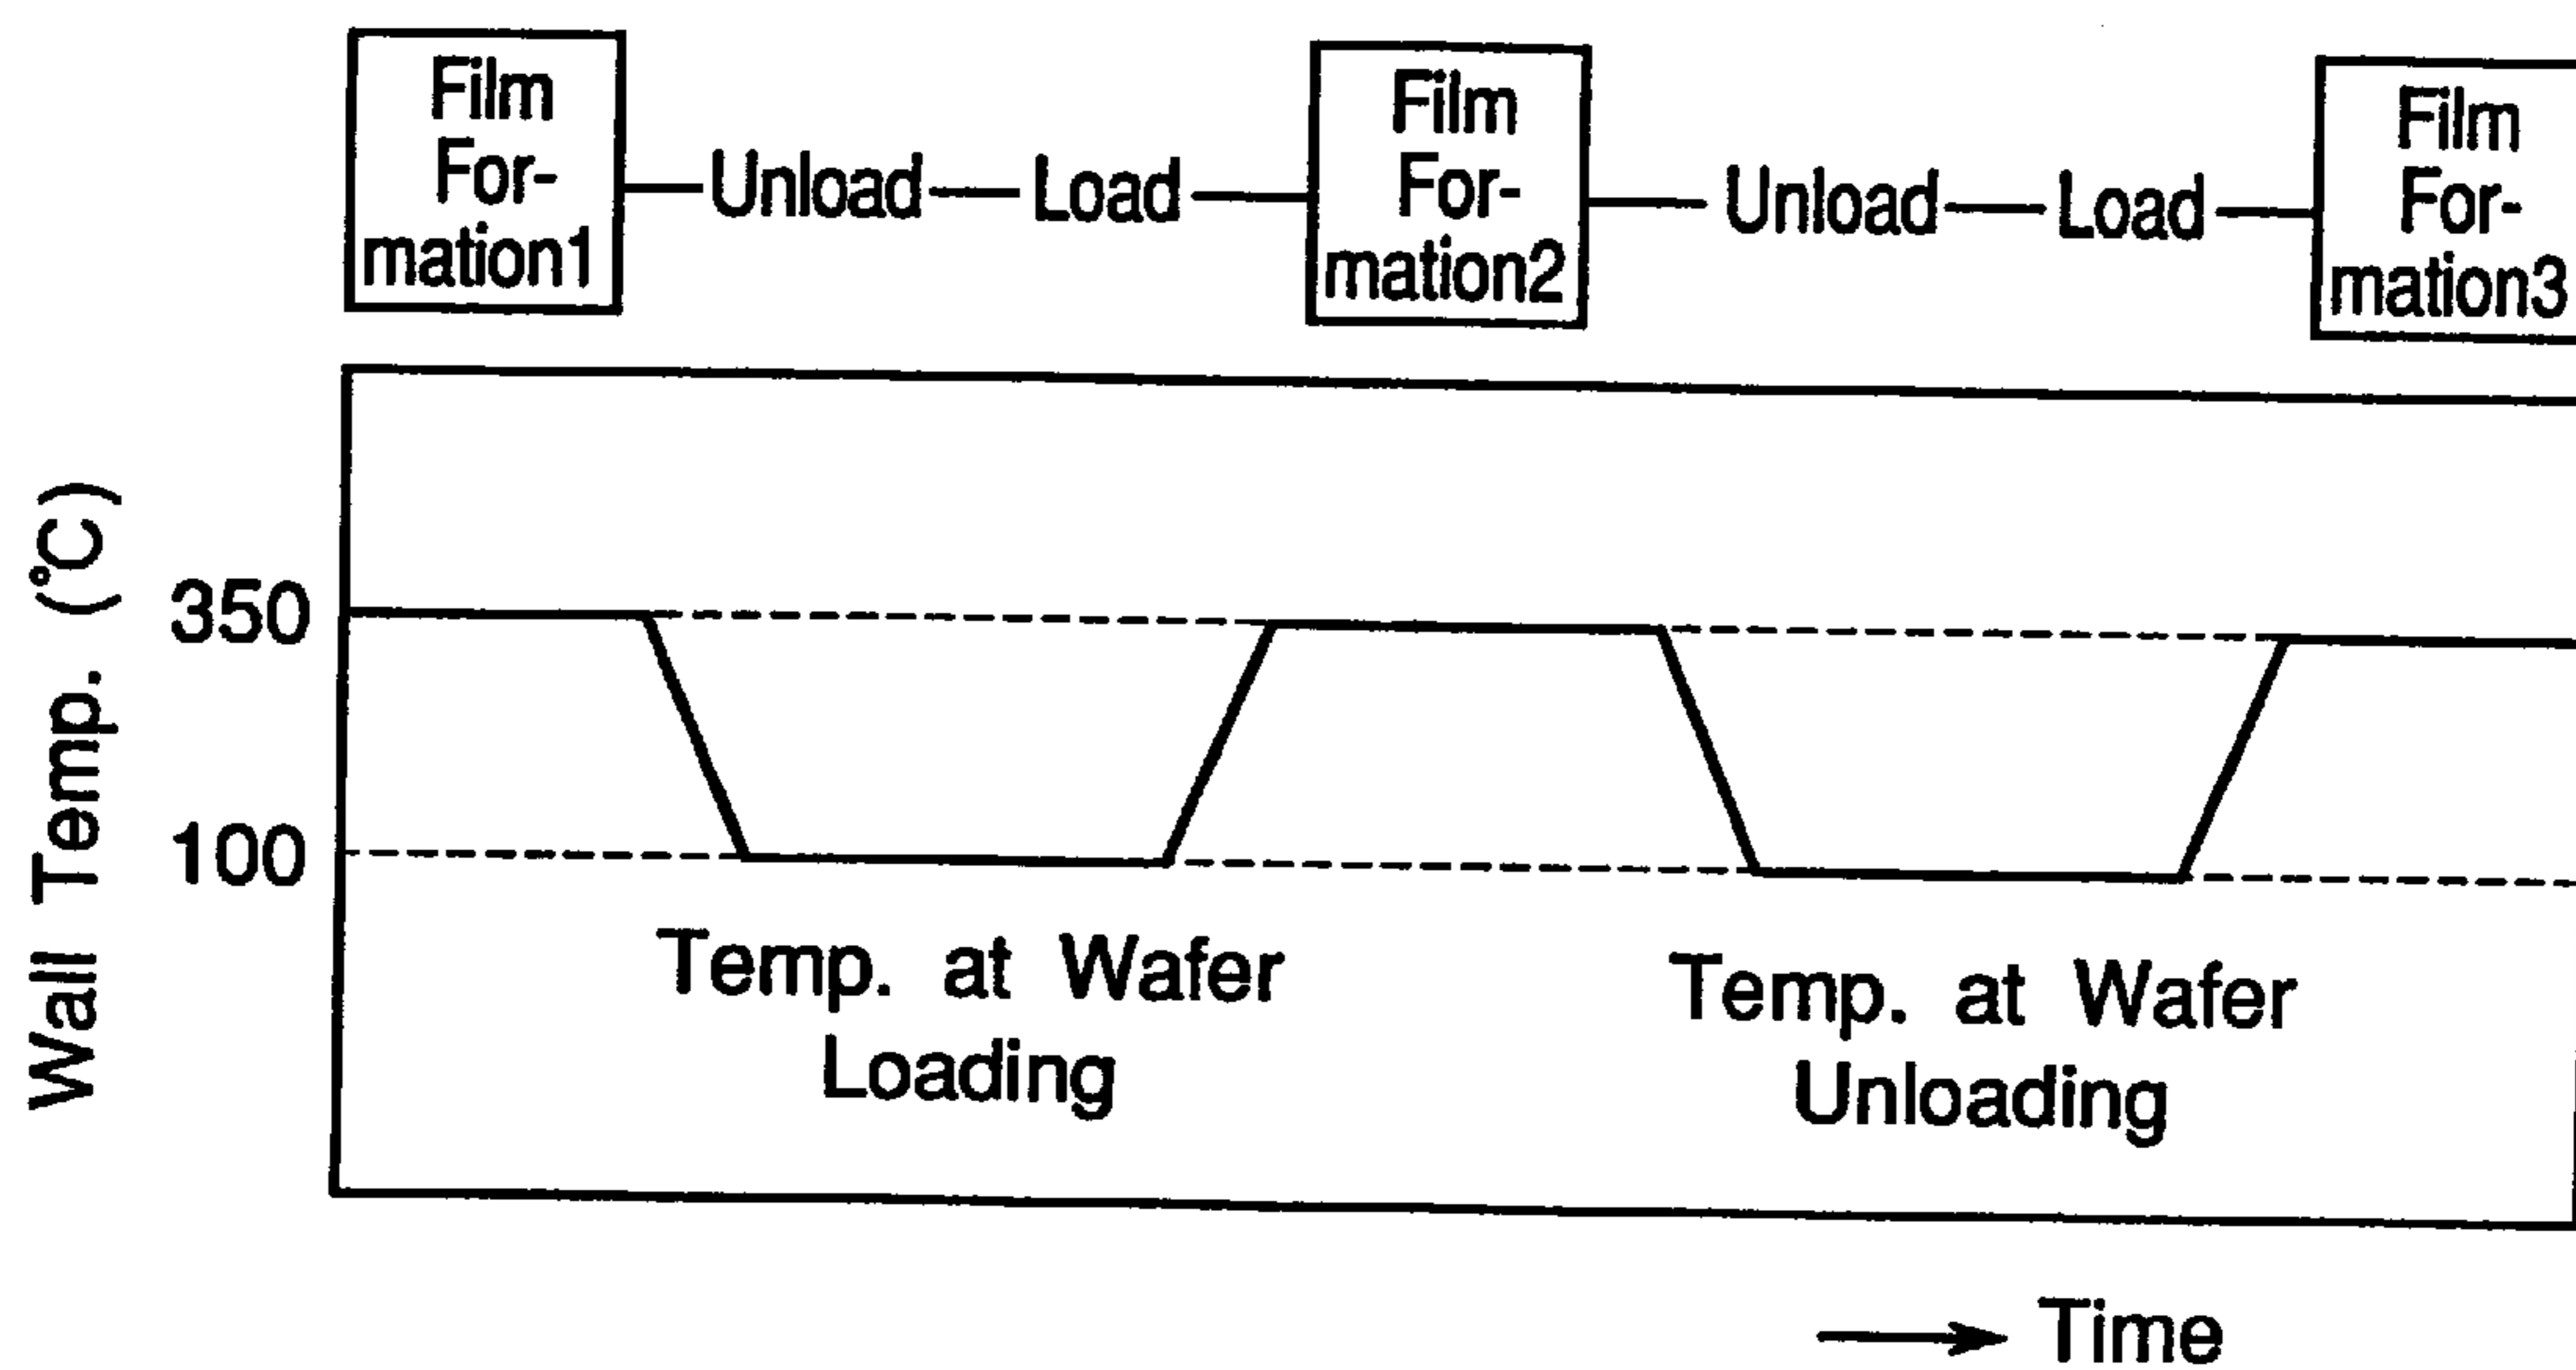 Film
For-
mation1
Unload
Load
Film
For-
mation2
Unload
Load
Film
For-
mation3
Wall Temp. (°C)
350
100
Temp. at Wafer
Loading
Temp. at Wafer
Unloading
Time